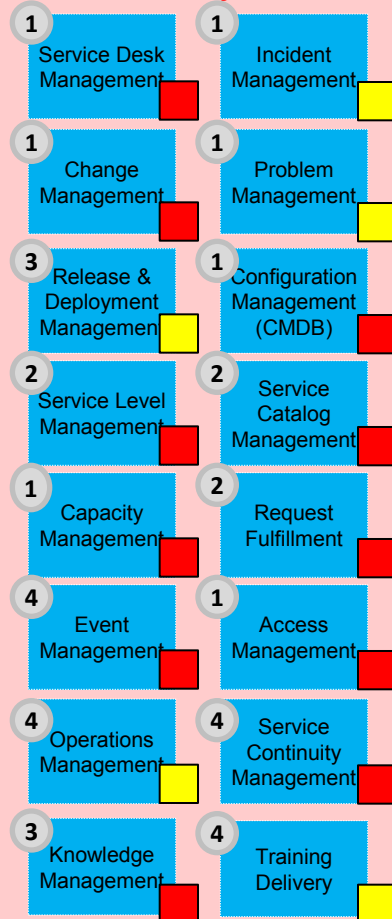 1
Service Desk
Management
1
Incident
Management
1
Change
Management
1
Problem
Management
3
Release &
Deployment
Management
1
Configuration
Management
(CMDB)
2
Service Level
Management
2
Service
Catalog
Management
1
Capacity
Management
2
Request
Fulfillment
4
Event
Management
1
Access
Management
4
Operations
Management
4
Service
Continuity
Management
3
Knowledge
Management
4
Training
Delivery